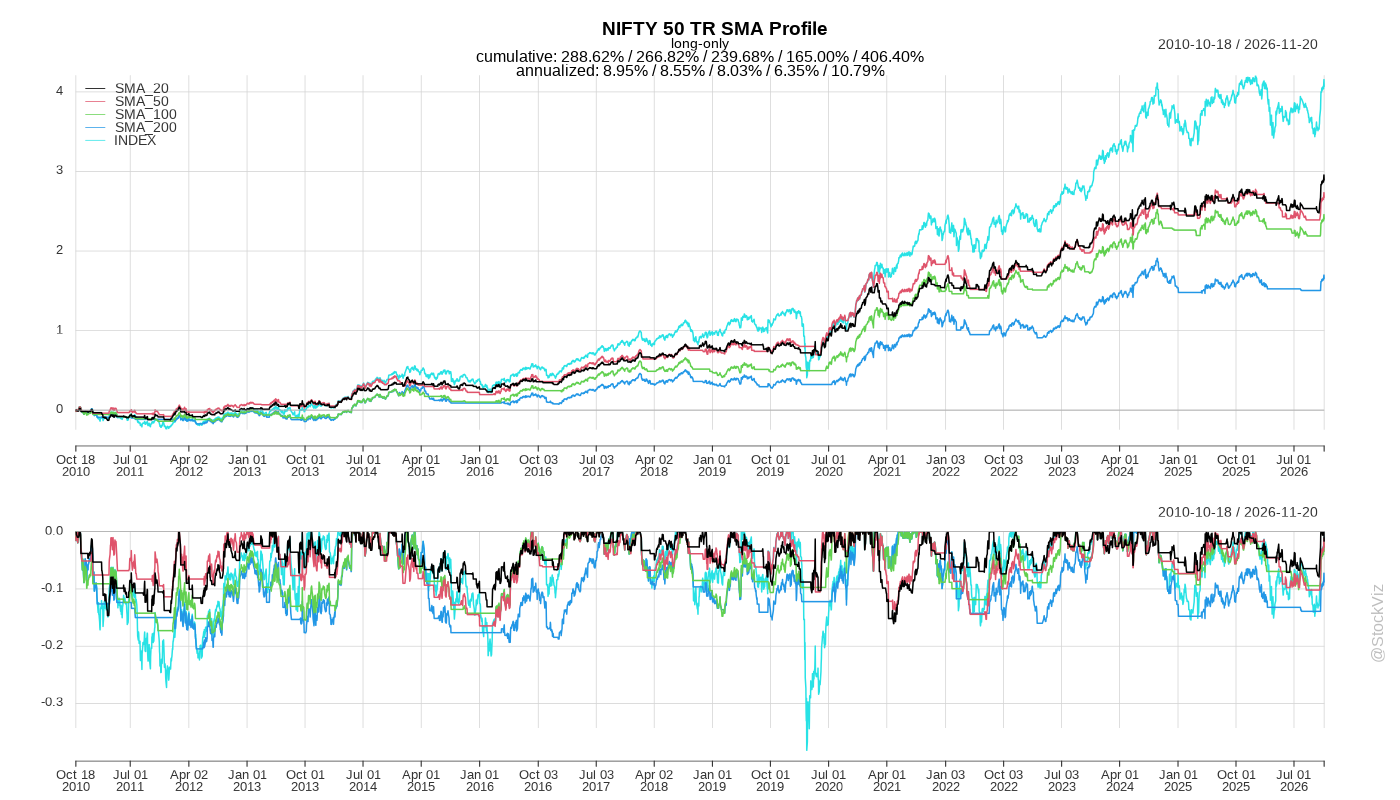 NIFTY 50 TR SMA Profile
long-only
2010-10-18 / 2026-11-20
cumulative: 288.62% / 266.82% / 239.68% / 165.00% / 406.40%
annualized: 8.95% / 8.55% / 8.03% / 6.35% / 10.79%
SMA_20
SMA_50
SMA_100
SMA_200
INDEX
4
3
2
1
0
Oct 18 Jul 01 Apr 02 Jan 01 Oct 01 Jul 01 Apr 01 Jan 01 Oct 03 Jul 03 Apr 02 Jan 01 Oct 01 Jul 01 Apr 01 Jan 03 Oct 03 Jul 03 Apr 01 Jan 01 Oct 01 Jul 01
2010 2011 2012 2013 2013 2014 2015 2016 2016 2017 2018 2019 2019 2020 2021 2022 2022 2023 2024 2025 2025 2026
2010-10-18 / 2026-11-20
0.0
-0.1
-0.2
-0.3
Oct 18 Jul 01 Apr 02 Jan 01 Oct 01 Jul 01 Apr 01 Jan 01 Oct 03 Jul 03 Apr 02 Jan 01 Oct 01 Jul 01 Apr 01 Jan 03 Oct 03 Jul 03 Apr 01 Jan 01 Oct 01 Jul 01
2010 2011 2012 2013 2013 2014 2015 2016 2016 2017 2018 2019 2019 2020 2021 2022 2022 2023 2024 2025 2025 2026
@StockViz